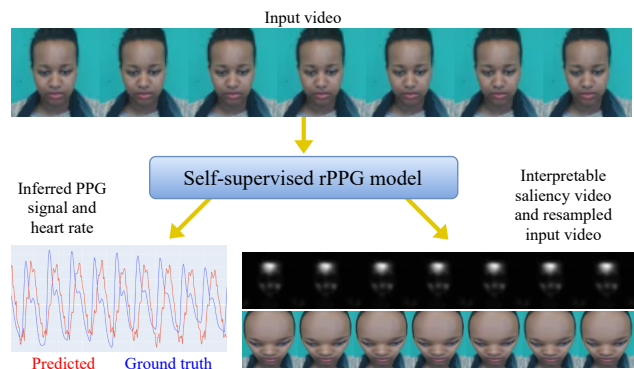 Input video
Self-supervised rPPG model
Inferred PPG
signal and
heart rate
Interpretable
saliency video
and resampled
input video
Predicted
Ground truth